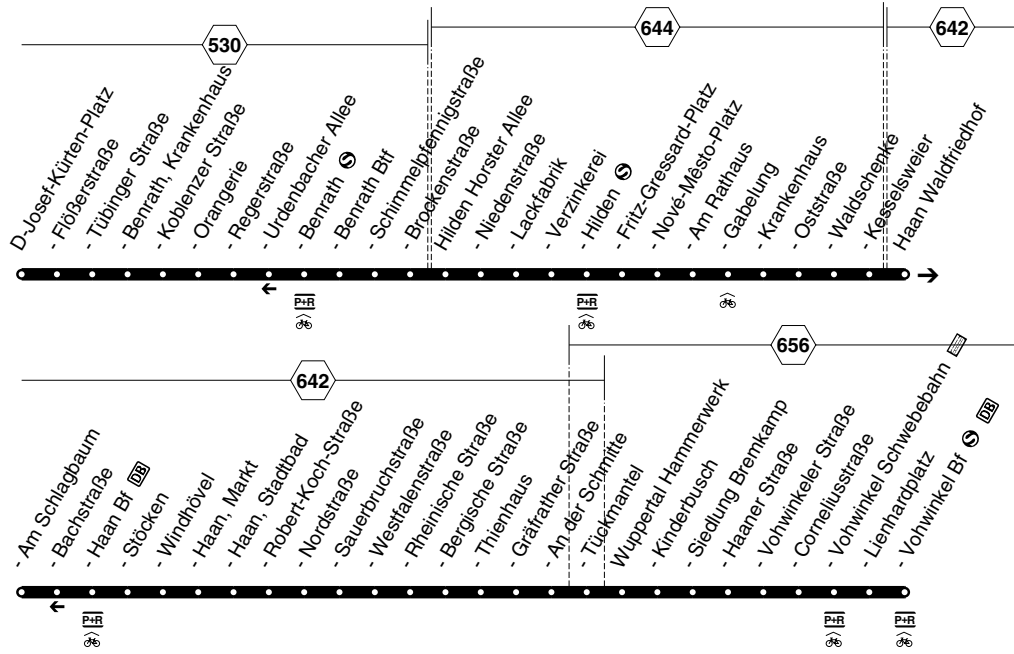 530
644
642
D-Josef-Kürten-Platz
- Flößerstraße
- Tübinger Straße
- Benrath, Krankenhaus
- Koblenzer Straße
- Orangerie
- Regerstraße
- Urdenbacher Allee
- Benrath S
- Benrath Btf
- Schimmelpfennigstraße
- Brockenstraße
Hilden Horster Allee
- Niedenstraße
- Lackfabrik
- Verzinkerei
- Hilden S
- Fritz-Gressard-Platz
- Nové-Mèsto-Platz
- Am Rathaus
- Gabelung
- Krankenhaus
- Oststraße
- Waldschenke
- Kesselsweier
Haan Waldfriedhof
P+R
P+R
642
656
- Am Schlagbaum
- Bachstraße
- Haan Bf DB
- Stöcken
- Windhövel
- Haan, Markt
- Haan, Stadtbad
- Robert-Koch-Straße
- Nordstraße
- Sauerbruchstraße
- Westfalenstraße
- Rheinische Straße
- Bergische Straße
- Thienhaus
- Gräfrather Straße
- An der Schmitte
- Tückmantel
Wuppertal Hammerwerk
- Kinderbusch
- Siedlung Bremkamp
- Haaner Straße
- Vohwinkeler Straße
- Corneliusstraße
- Vohwinkel Schwebebahn
- Lienhardplatz
- Vohwinkel Bf S DB
P+R
P+R
P+R